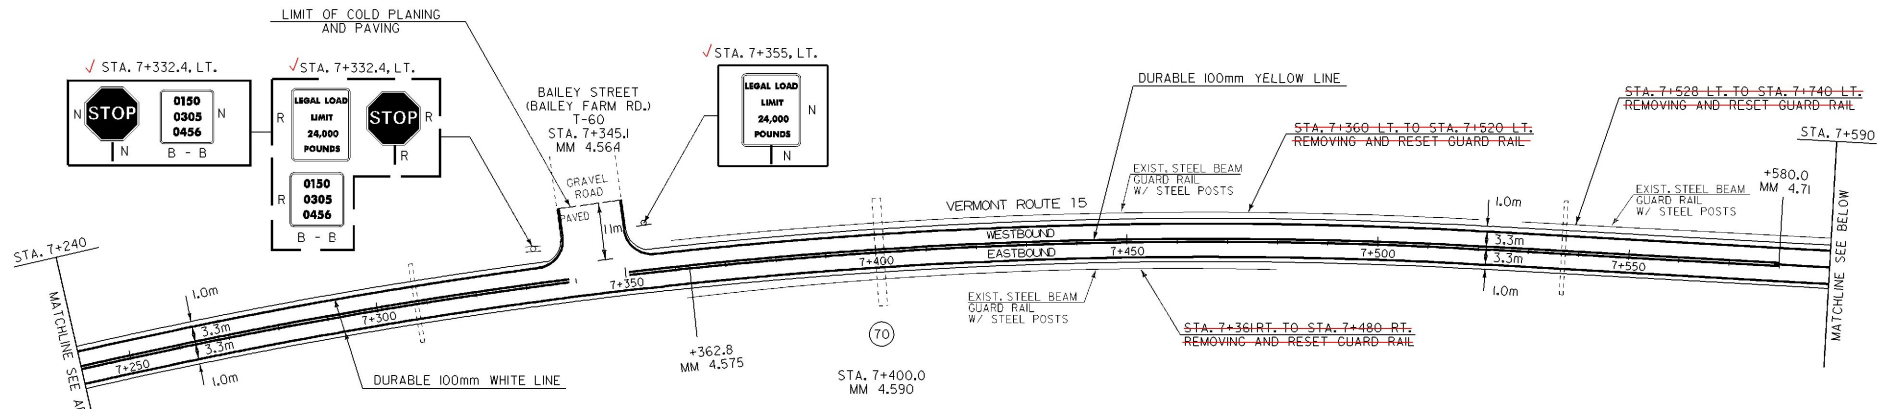 LIMIT OF COLD PLANING
AND PAVING
STA. 7+332.4, LT.
N
STOP
N
0150
0305
0456
B - B
N
STA. 7+332.4, LT.
R
LEGAL LOAD
LIMIT
24,000
POUNDS
STOP
R
R
R
0150
0305
0456
B - B
BAILEY STREET
(BAILEY FARM RD.)
T-60
STA. 7+345.1
MM 4.564
STA. 7+355, LT.
LEGAL LOAD
LIMIT
24,000
POUNDS
N
N
DURABLE 100mm YELLOW LINE
STA. 7+528 LT. TO STA. 7+740 LT.
REMOVING AND RESET GUARD RAIL
STA. 7+360 LT. TO STA. 7+520 LT.
REMOVING AND RESET GUARD RAIL
STA. 7+590
MATCHLINE SEE BELOW
GRAVEL
ROAD
PAVED
11m
EXIST. STEEL BEAM
GUARD RAIL
W/ STEEL POSTS
VERMONT ROUTE 15
EXIST. STEEL BEAM
GUARD RAIL
W/ STEEL POSTS
+580.0
MM 4.71
1.0m
3.3m
3.3m
1.0m
WESTBOUND
EASTBOUND
STA. 7+240
MATCHLINE SEE
1.0m
3.3m
3.3m
1.0m
7+250
7+300
7+350
7+400
7+450
7+500
7+550
DURABLE 100mm WHITE LINE
+362.8
MM 4.575
70
STA. 7+400.0
MM 4.590
EXIST. STEEL BEAM
GUARD RAIL
W/ STEEL POSTS
STA. 7+361RT. TO STA. 7+480 RT.
REMOVING AND RESET GUARD RAIL